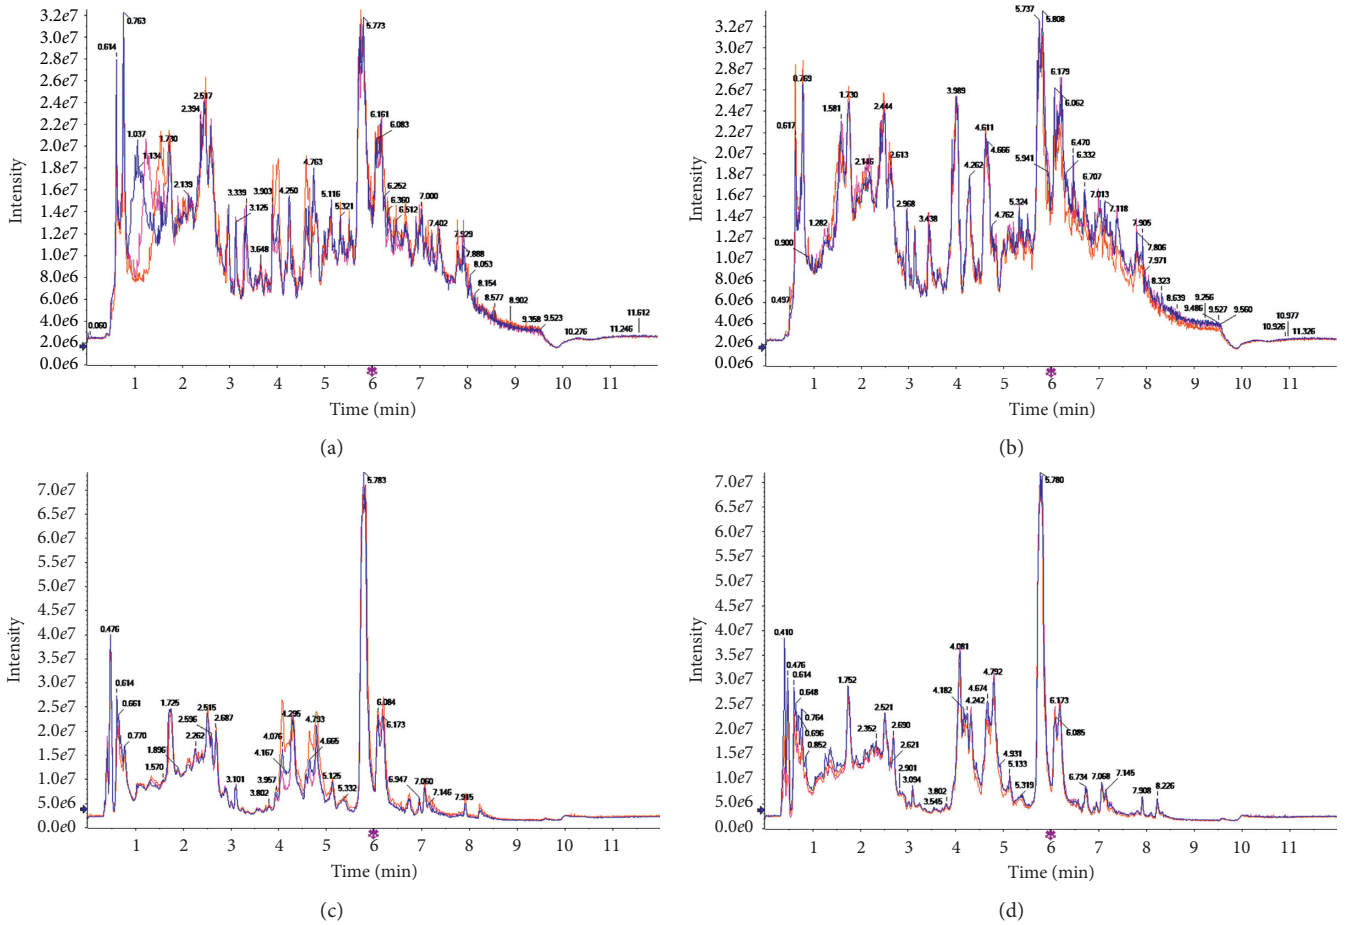 Intensity
3.2e7
3.0e7
2.8e7
2.6e7
2.4e7
2.2e7
2.0e7
1.8e7
1.6e7
1.4e7
1.2e7
1.0e7
8.0e6
6.0e6
4.0e6
2.0e6
0.0e6
0.060
0.614
0.763
1.037
1.134
1.730
2.139
2.394
2.517
3.339
3.125
3.648
3.903
4.250
4.763
5.116
5.321
5.773
6.161
6.083
6.252
6.360
6.512
7.000
7.402
7.929
7.888
8.053
8.154
8.577
8.902
9.358
9.523
10.276
11.246
11.612
1 2 3 4 5 6 7 8 9 10 11
Time (min)
(a)
Intensity
3.2e7
3.0e7
2.8e7
2.6e7
2.4e7
2.2e7
2.0e7
1.8e7
1.6e7
1.4e7
1.2e7
1.0e7
8.0e6
6.0e6
4.0e6
2.0e6
0.0e6
0.497
0.617
0.769
0.900
1.282
1.581
1.730
2.146
2.444
2.613
2.968
3.438
3.989
4.262
4.611
4.666
4.762
5.324
5.737
5.808
5.941
6.179
6.062
6.470
6.332
6.707
7.013
7.118
7.905
7.806
7.971
8.323
8.639
9.256
9.486
9.527
9.560
10.926
10.977
11.326
1 2 3 4 5 6 7 8 9 10 11
Time (min)
(b)
Intensity
7.0e7
6.5e7
6.0e7
5.5e7
5.0e7
4.5e7
4.0e7
3.5e7
3.0e7
2.5e7
2.0e7
1.5e7
1.0e7
5.0e6
0.0e0
0.476
0.614
0.661
0.770
1.570
1.896
1.725
2.596
2.262
2.515
2.687
3.101
3.802
3.957
4.167
4.076
4.295
4.793
4.665
5.125
5.332
5.783
6.084
6.173
6.947
7.060
7.146
7.915
1 2 3 4 5 6 7 8 9 10 11
Time (min)
(c)
Intensity
7.0e7
6.5e7
6.0e7
5.5e7
5.0e7
4.5e7
4.0e7
3.5e7
3.0e7
2.5e7
2.0e7
1.5e7
1.0e7
5.0e6
0.0e0
0.410
0.476
0.614
0.648
0.764
0.696
0.852
1.752
2.352
2.521
2.690
2.621
2.901
3.094
3.545
3.802
4.081
4.182
4.242
4.674
4.792
4.931
5.133
5.319
5.780
6.173
6.085
6.734
7.068
7.145
7.908
8.226
1 2 3 4 5 6 7 8 9 10 11
Time (min)
(d)